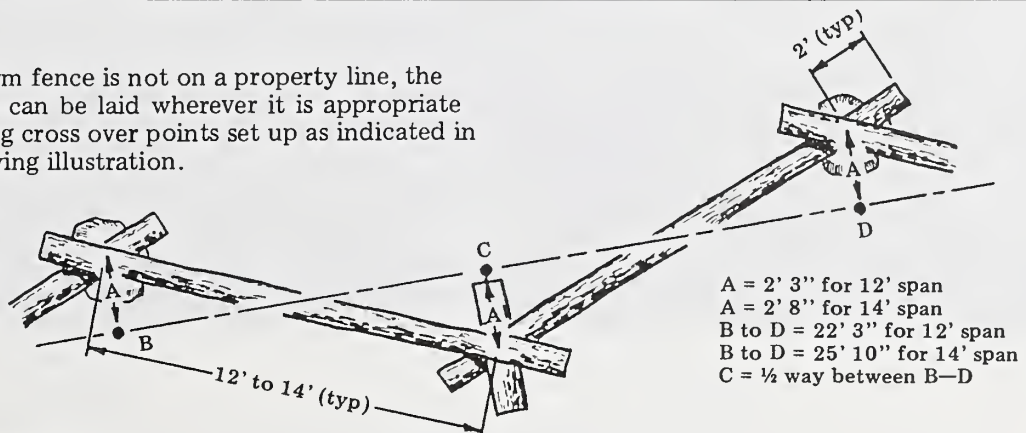 rm fence is not on a property line, the
can be laid wherever it is appropriate
g cross over points set up as indicated in
ring illustration.
2' (typ)
A
D
C
A
A
B
12' to 14' (typ)
A = 2' 3" for 12' span
A = 2' 8" for 14' span
B to D = 22' 3" for 12' span
B to D = 25' 10" for 14' span
C = ½ way between B—D